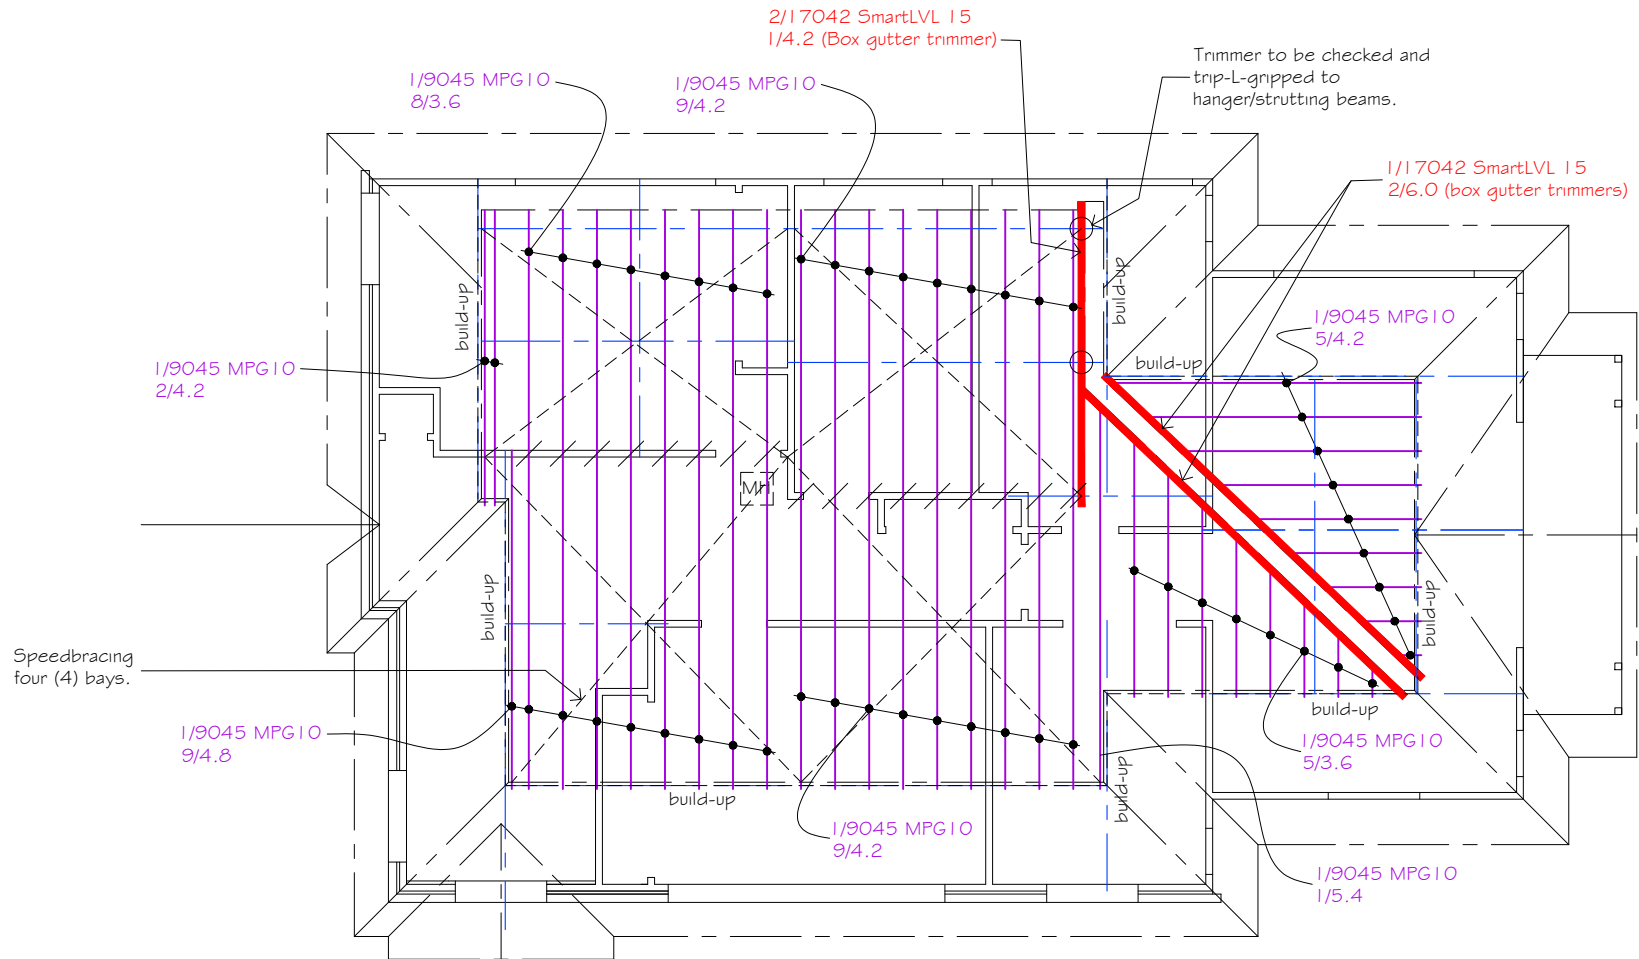 2/17042 SmartLVL 15
1/4.2 (Box gutter trimmer)
Trimmer to be checked and
trip-L-gripped to
hanger/strutting beams.
1/9045 MPG10
8/3.6
1/9045 MPG10
9/4.2
1/17042 SmartLVL 15
2/6.0 (box gutter trimmers)
build-up
build-up
1/9045 MPG10
5/4.2
build-up
1/9045 MPG10
2/4.2
MH
build-up
build-up
Speedbracing
four (4) bays.
build-up
1/9045 MPG10
9/4.8
1/9045 MPG10
5/3.6
build-up
build-up
1/9045 MPG10
9/4.2
1/9045 MPG10
1/5.4